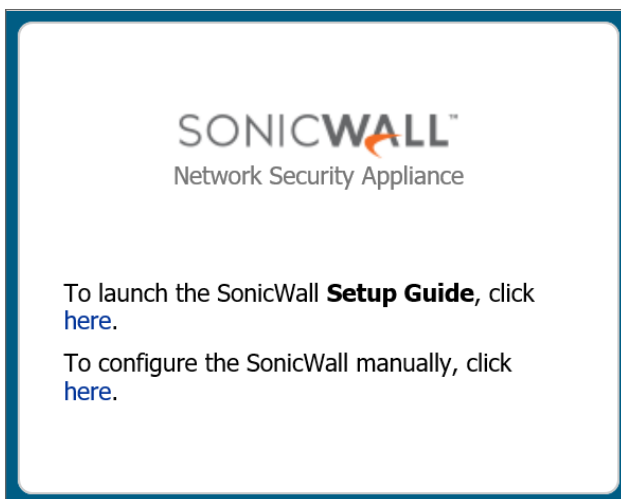 SONICWALL™
Network Security Appliance
To launch the SonicWall Setup Guide, click
here.
To configure the SonicWall manually, click
here.